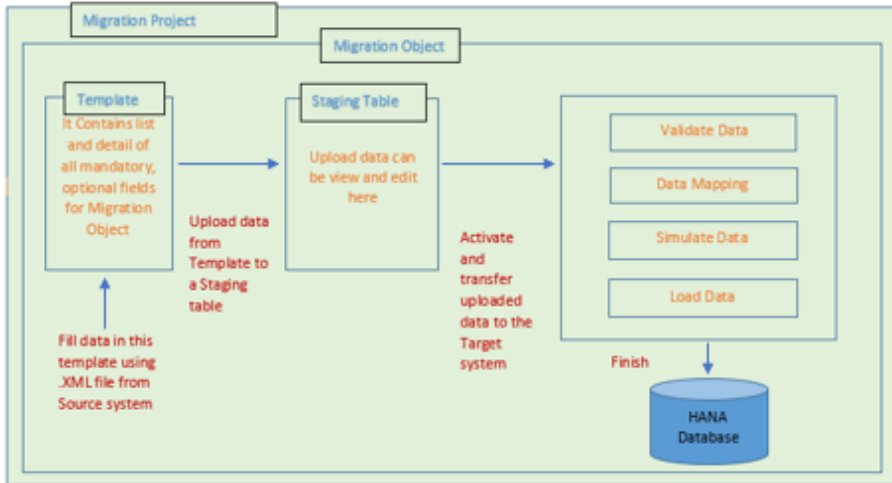 Migration Project
Migration Object
Template
It Contains list
and detail of
all mandatory,
optional fields
for Migration
Object
Staging Table
Upload data can
be view and edit
here
Validate Data
Data Mapping
Simulate Data
Load Data
Upload data
from
Template to
a Staging
table
Activate
and
transfer
uploaded
data to the
Target
system
Fill data in this
template using
.XML file from
Source system
Finish
HANA
Database